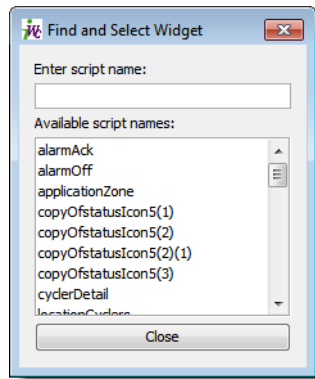 Find and Select Widget
Enter script name:
Available script names:
alarmAck
alarmOff
applicationZone
copyOfstatusIcon5(1)
copyOfstatusIcon5(2)
copyOfstatusIcon5(2)(1)
copyOfstatusIcon5(3)
cyclerDetail
locationCyclers
Close